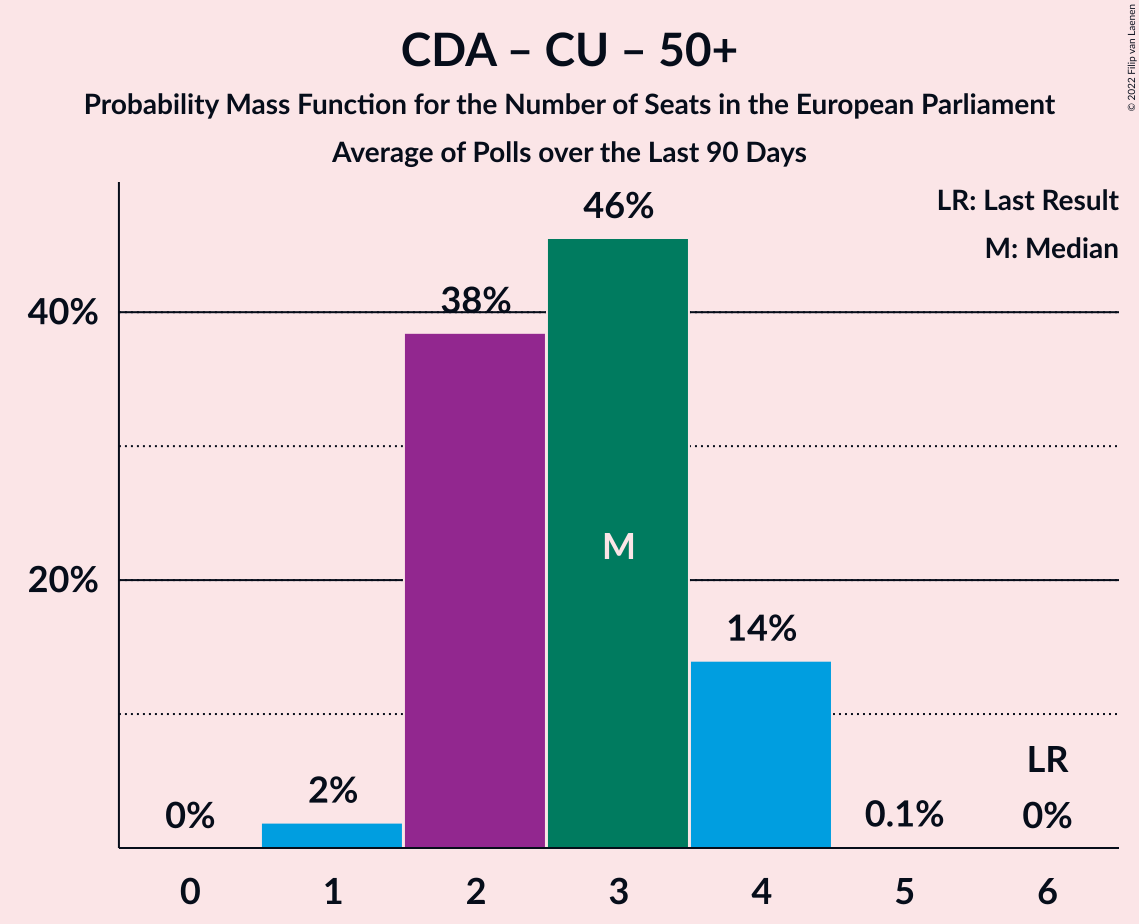 CDA – CU – 50+
Probability Mass Function for the Number of Seats in the European Parliament
Average of Polls over the Last 90 Days
© 2022 Filip van Laenen
LR: Last Result
M: Median
46%
38%
40%
M
20%
14%
LR
2%
0%
0.1%
0%
0 1 2 3 4 5 6